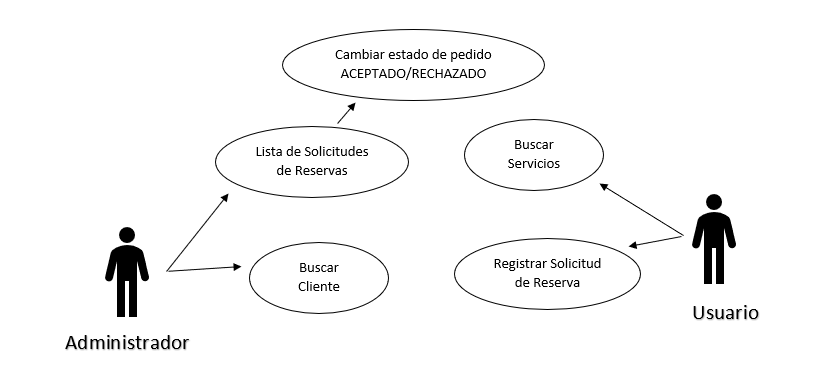 Cambiar estado de pedido
ACEPTADO/RECHAZADO
Lista de Solicitudes
de Reservas
Buscar
Servicios
Buscar
Cliente
Registrar Solicitud
de Reserva
Usuario
Administrador